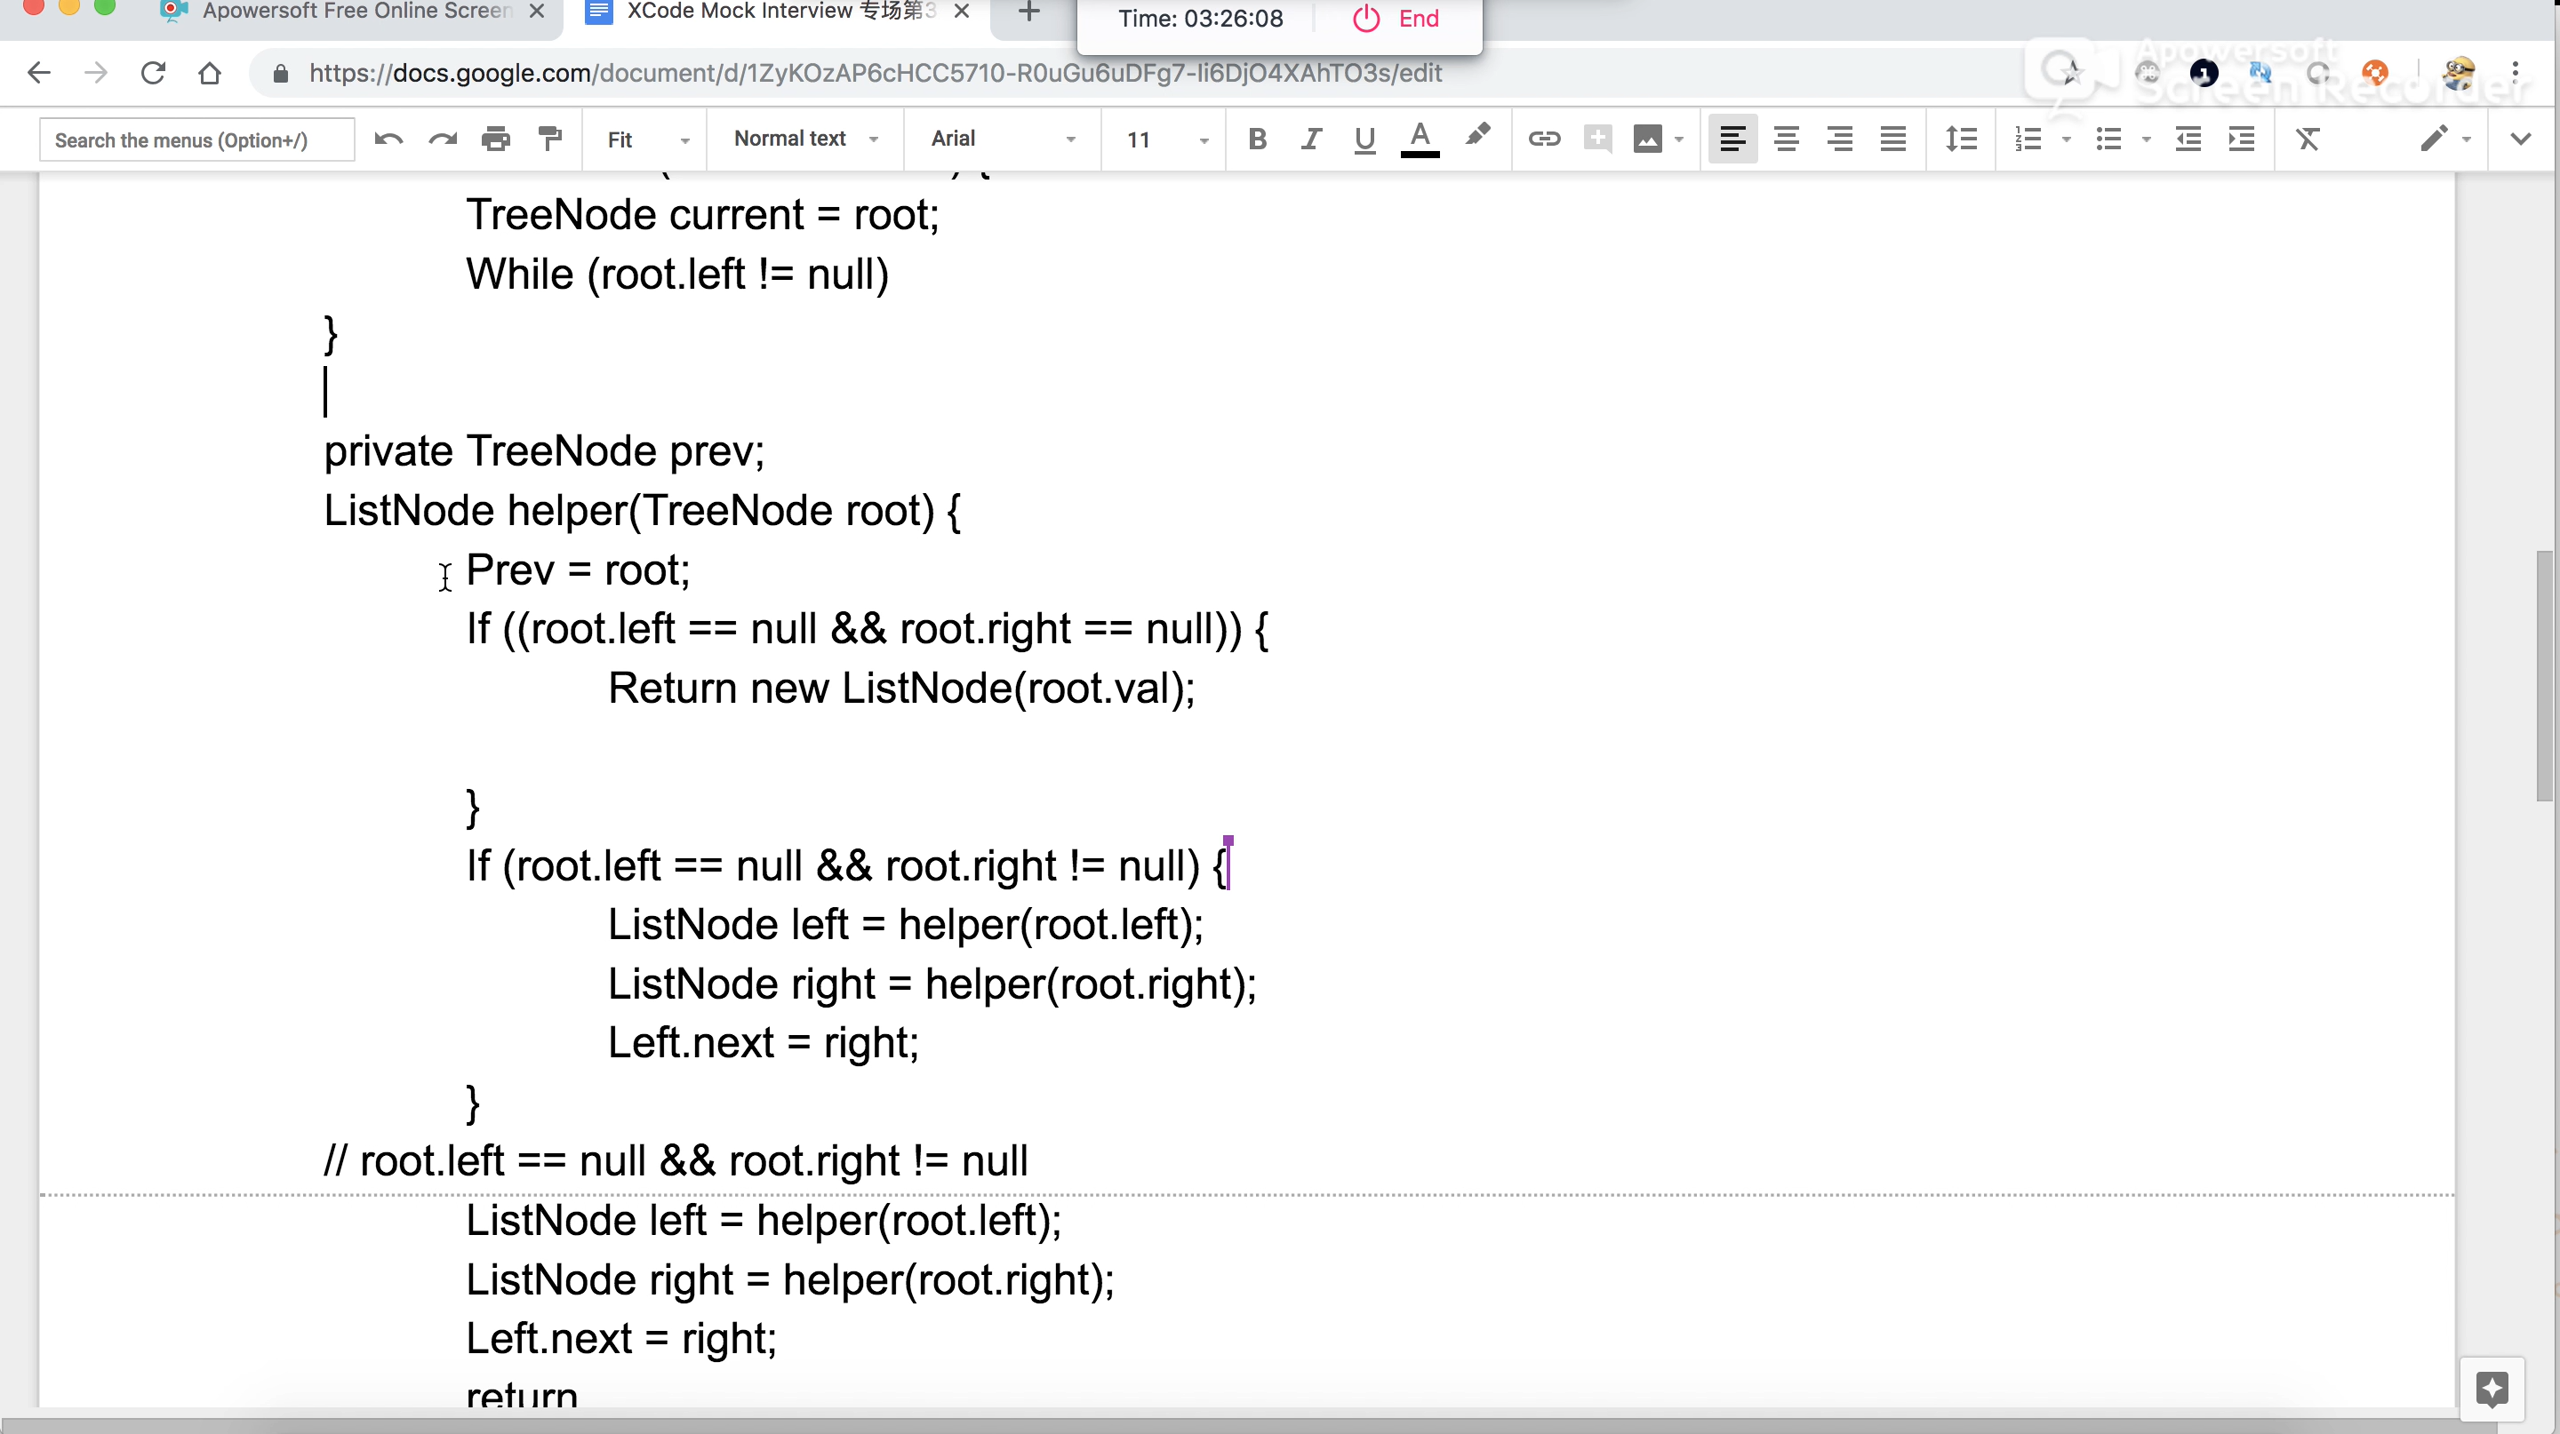 Apowersoft Free Online Screen
XCode Mock Interview 专场第3
Time: 03:26:08
End
https://docs.google.com/document/d/1ZyKOzAP6cHCC5710-R0uGu6uDFg7-Ii6DjO4XAhTO3s/edit
Apowersoft
Screen Recorder
Search the menus (Option+/)
Fit
Normal text
Arial
11
TreeNode current = root;
While (root.left != null)
}
private TreeNode prev;
ListNode helper(TreeNode root) {
Prev = root;
If ((root.left == null && root.right == null)) {
Return new ListNode(root.val);
}
If (root.left == null && root.right != null) {
ListNode left = helper(root.left);
ListNode right = helper(root.right);
Left.next = right;
}
// root.left == null && root.right != null
ListNode left = helper(root.left);
ListNode right = helper(root.right);
Left.next = right;
return